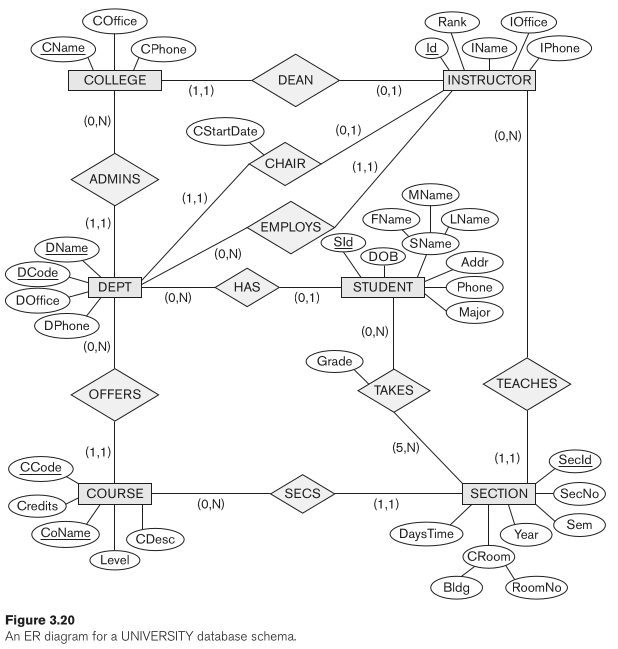 COffice
CName
CPhone
COLLEGE
(1,1)
DEAN
(0,1)
Rank
IOffice
Id
IName
IPhone
INSTRUCTOR
(0,N)
ADMINS
(1,1)
CStartDate
CHAIR
(0,1)
(1,1)
(1,1)
EMPLOYS
(0,N)
(0,N)
DName
DCode
DOffice
DPhone
DEPT
(0,N)
HAS
(0,1)
SId
DOB
FName
MName
LName
SName
Addr
Phone
Major
STUDENT
(0,N)
(0,N)
OFFERS
(1,1)
Grade
TAKES
(5,N)
TEACHES
(1,1)
CCode
Credits
CoName
Level
CDesc
COURSE
(0,N)
SECS
(1,1)
SECTION
SecId
SecNo
Sem
Year
DaysTime
CRoom
Bldg
RoomNo
Figure 3.20
An ER diagram for a UNIVERSITY database schema.